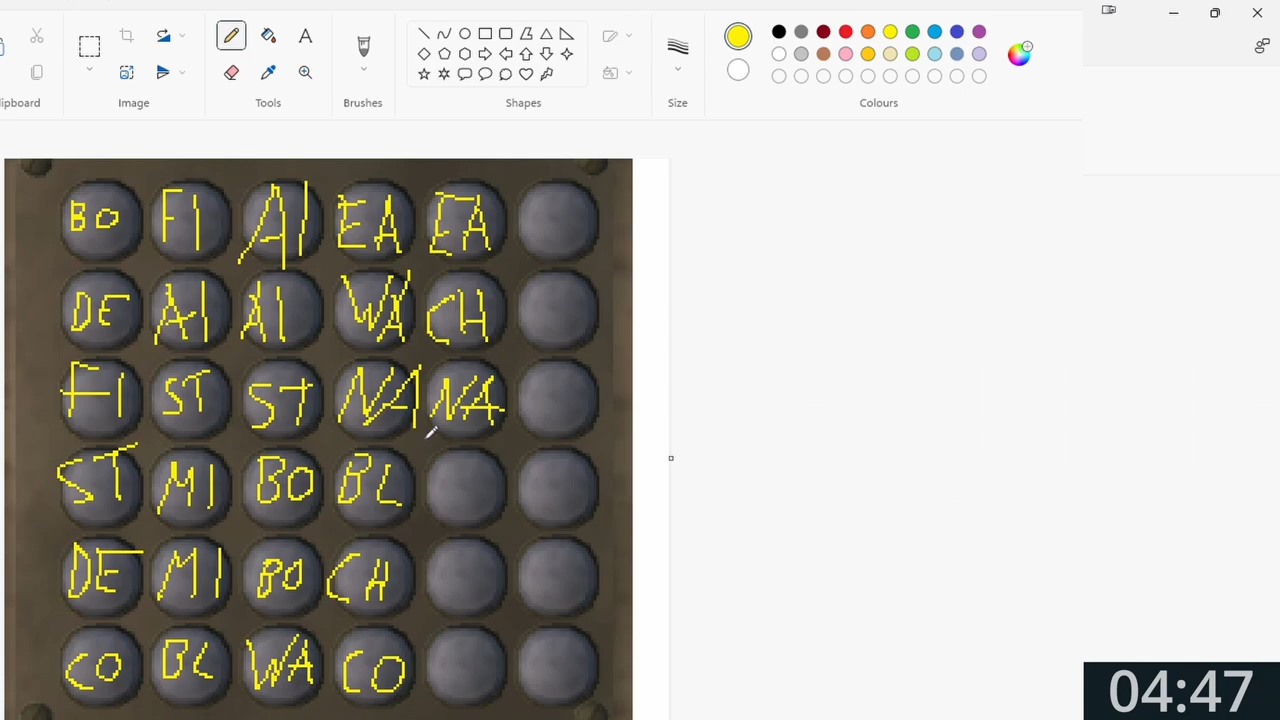 lipboard
Image
Tools
Brushes
Shapes
Size
Colours
A
BO FI AI EA EA
DE AI AI WA CH
FI ST ST NA NA
ST MI BO BL
DE MI BO CH
CO BL WA CO
04:47